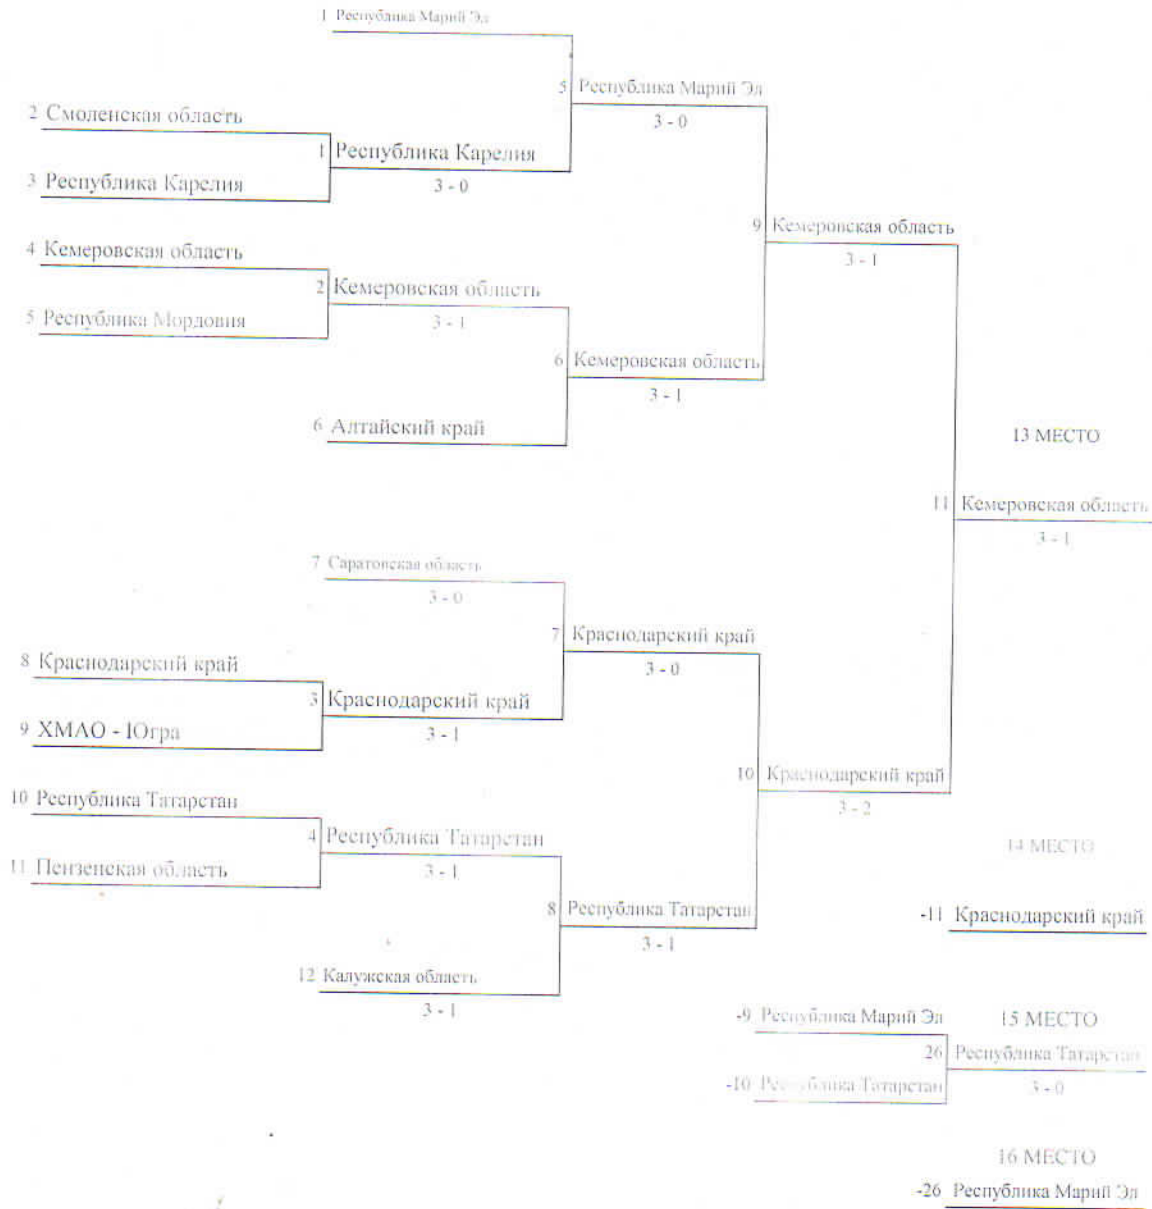 1 Республика Марий Эл
5 Республика Марий Эл
3 - 0
2 Смоленская область
1 Республика Карелия
3 - 0
3 Республика Карелия
9 Кемеровская область
3 - 1
4 Кемеровская область
2 Кемеровская область
3 - 1
5 Республика Мордовия
6 Кемеровская область
3 - 1
6 Алтайский край
13 МЕСТО
11 Кемеровская область
3 - 1
7 Саратовская область
3 - 0
7 Краснодарский край
3 - 0
8 Краснодарский край
3 Краснодарский край
3 - 1
9 ХМАО - Югра
10 Краснодарский край
3 - 2
10 Республика Татарстан
4 Республика Татарстан
3 - 1
11 Пензенская область
14 МЕСТО
8 Республика Татарстан
3 - 1
-11 Краснодарский край
12 Калужская область
3 - 1
-9 Республика Марий Эл
15 МЕСТО
26 Республика Татарстан
3 - 0
-10 Республика Татарстан
16 МЕСТО
-26 Республика Марий Эл